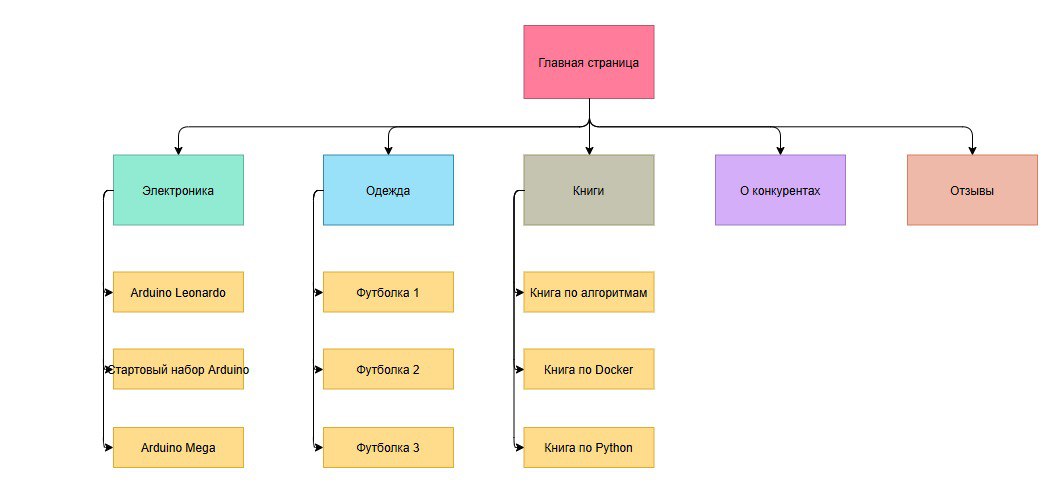 Главная страница
Электроника
Одежда
Книги
О конкурентах
Отзывы
Arduino Leonardo
Футболка 1
Книга по алгоритмам
Стартовый набор Arduino
Футболка 2
Книга по Docker
Arduino Mega
Футболка 3
Книга по Python